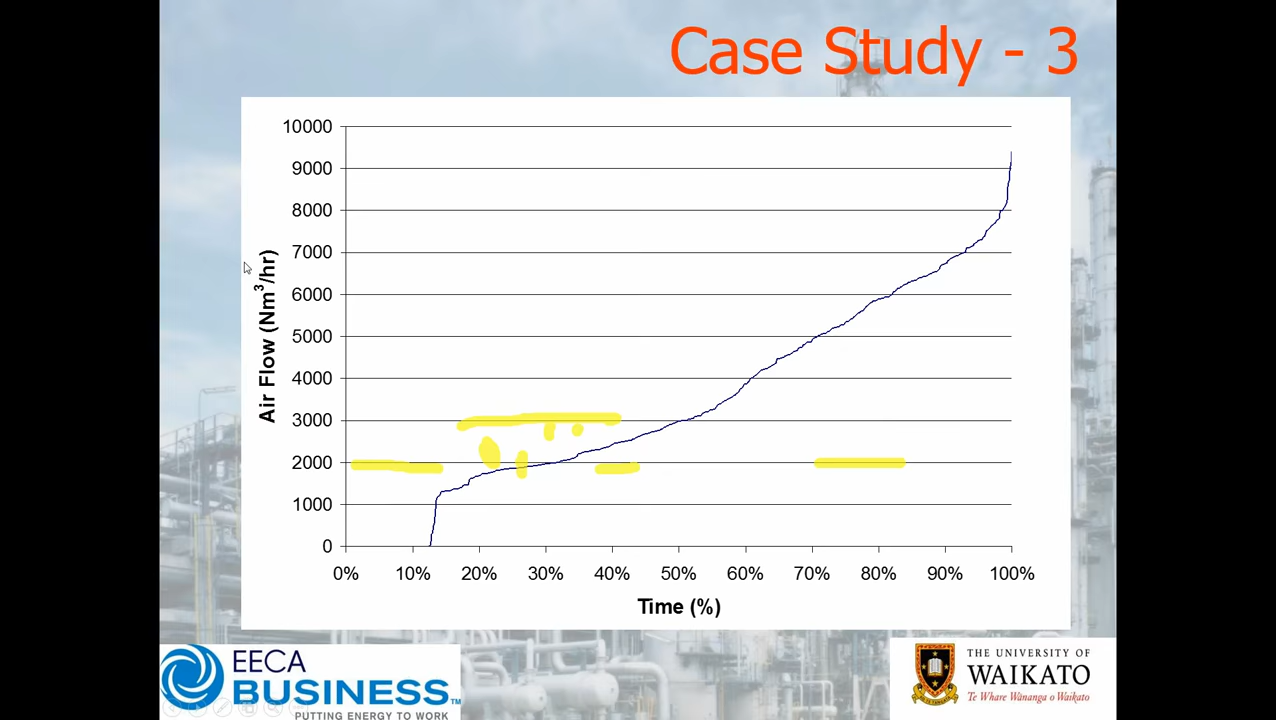 Case Study - 3
10000
9000
8000
7000
6000
5000
4000
3000
2000
1000
0
Air Flow (Nm³/hr)
0% 10% 20% 30% 40% 50% 60% 70% 80% 90% 100%
Time (%)
EECA
BUSINESS™
PUTTING ENERGY TO WORK
THE UNIVERSITY OF
WAIKATO
Te Whare Wānanga o Waikato